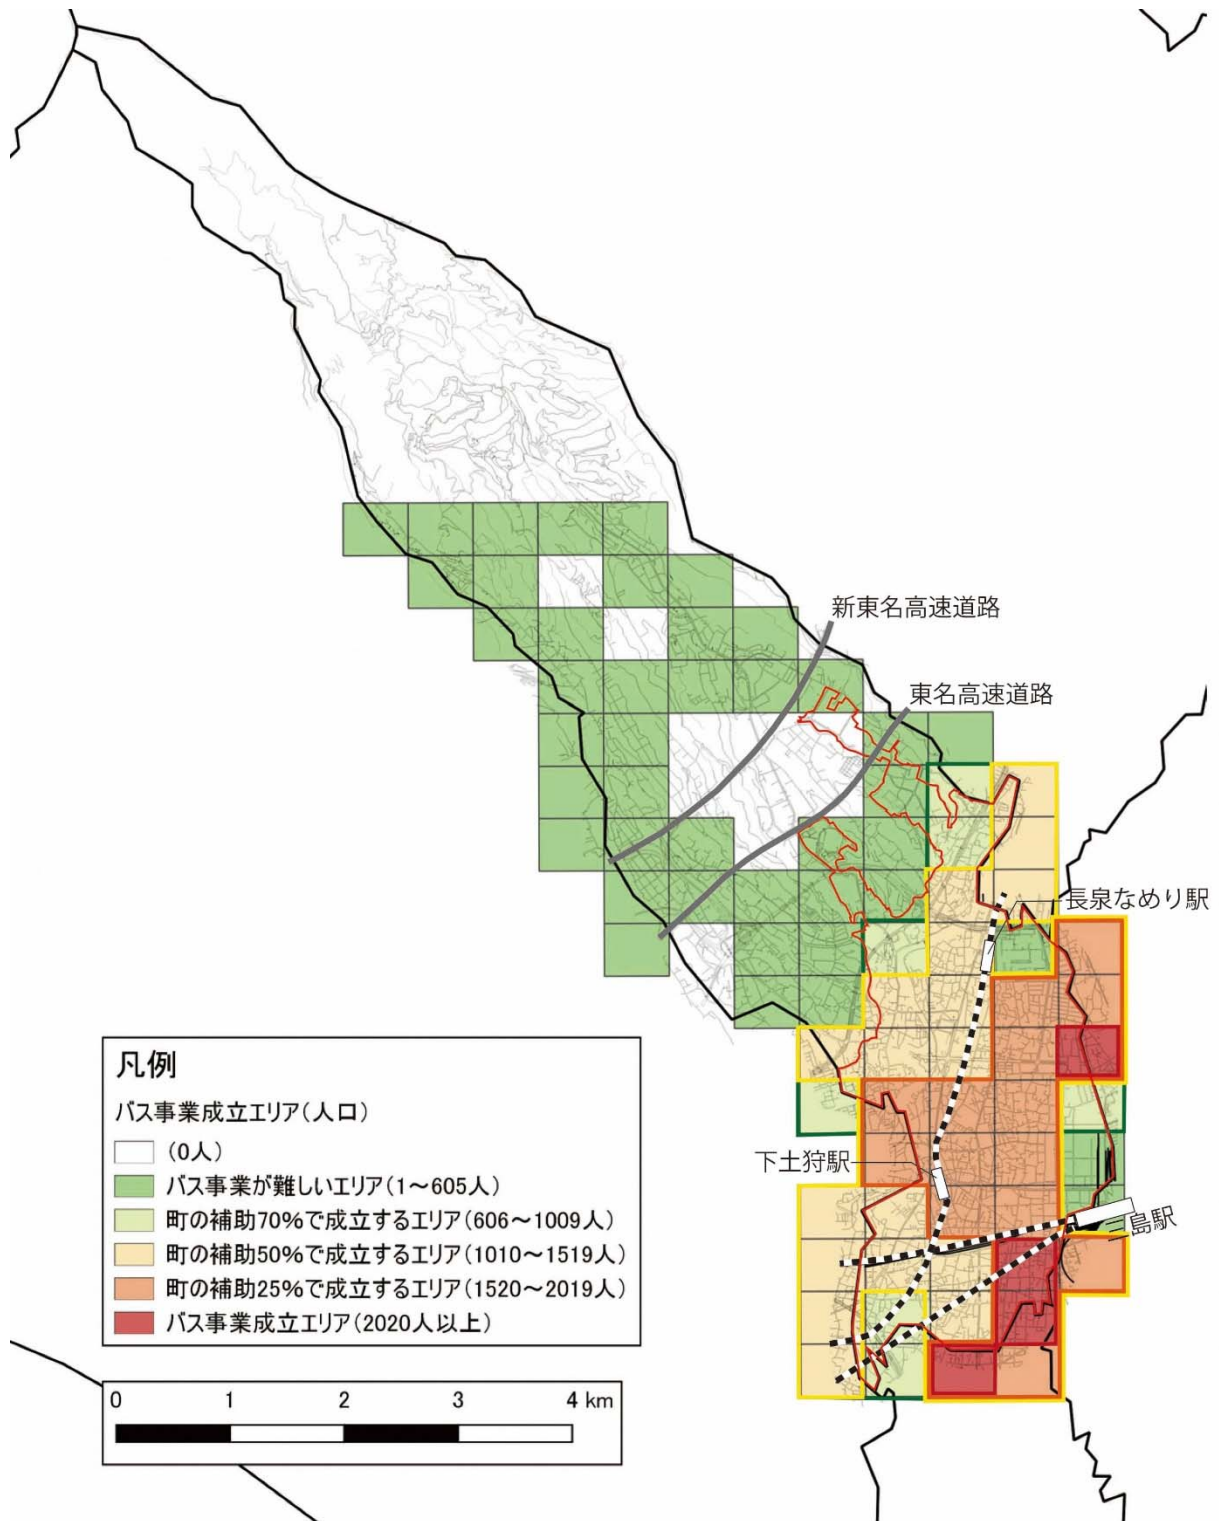 新東名高速道路
東名高速道路
長泉なめり駅
下土狩駅
三島駅
凡例
バス事業成立エリア(人口)
(0人)
バス事業が難しいエリア(1～605人)
町の補助70%で成立するエリア(606～1009人)
町の補助50%で成立するエリア(1010～1519人)
町の補助25%で成立するエリア(1520～2019人)
バス事業成立エリア(2020人以上)
0 1 2 3 4 km